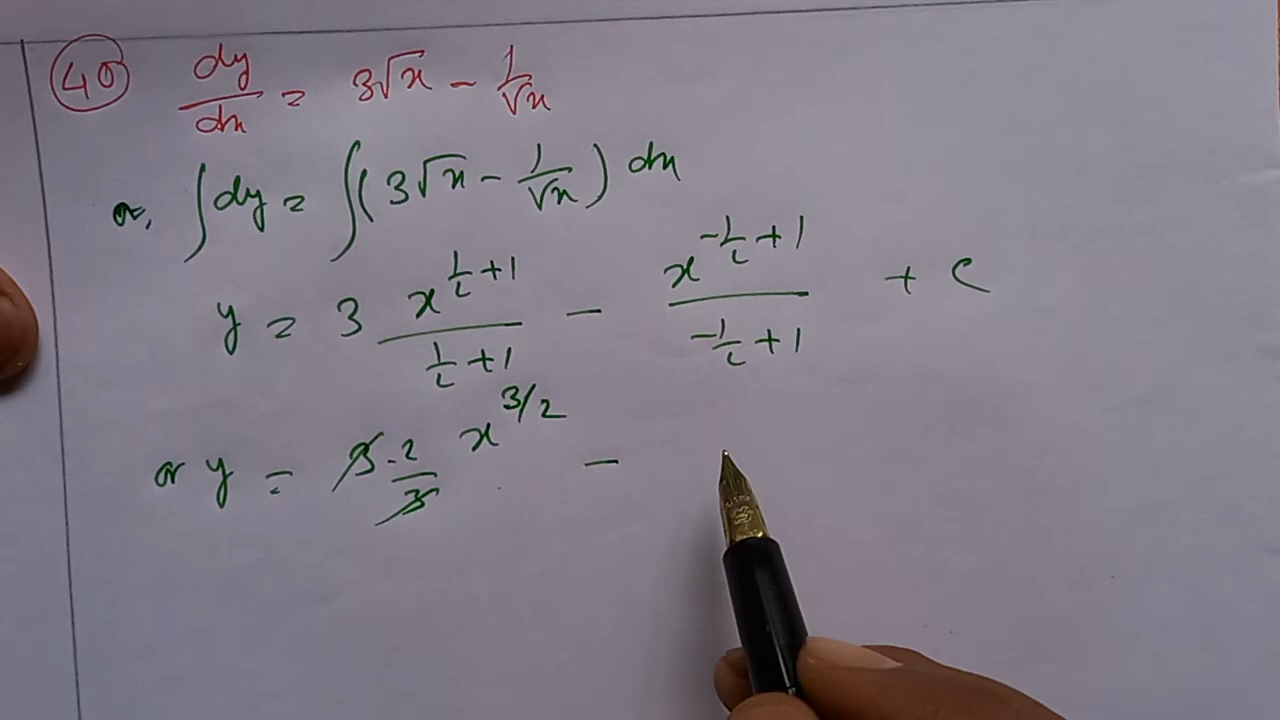 40 dy/dx = 3√x - 1/√x
or, ∫dy = ∫(3√x - 1/√x) dx
y = 3 x^(1/2+1)/(1/2+1) - x^(-1/2+1)/(-1/2+1) + c
or y = 3·2/3 x^3/2 -